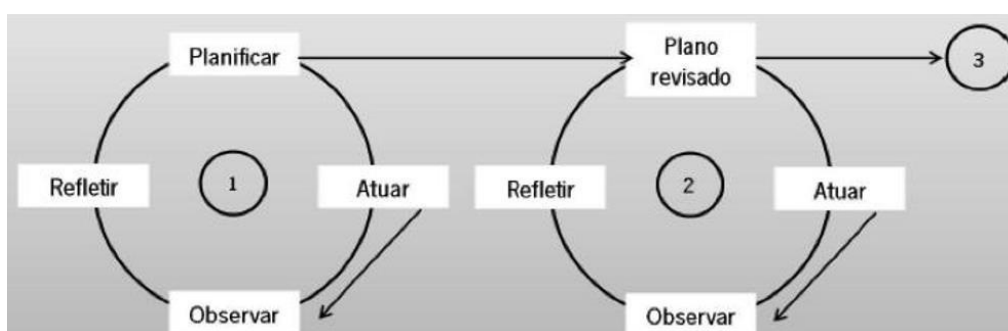 Planificar
Plano
revisado
3
Refletir
1
Atuar
Refletir
2
Atuar
Observar
Observar